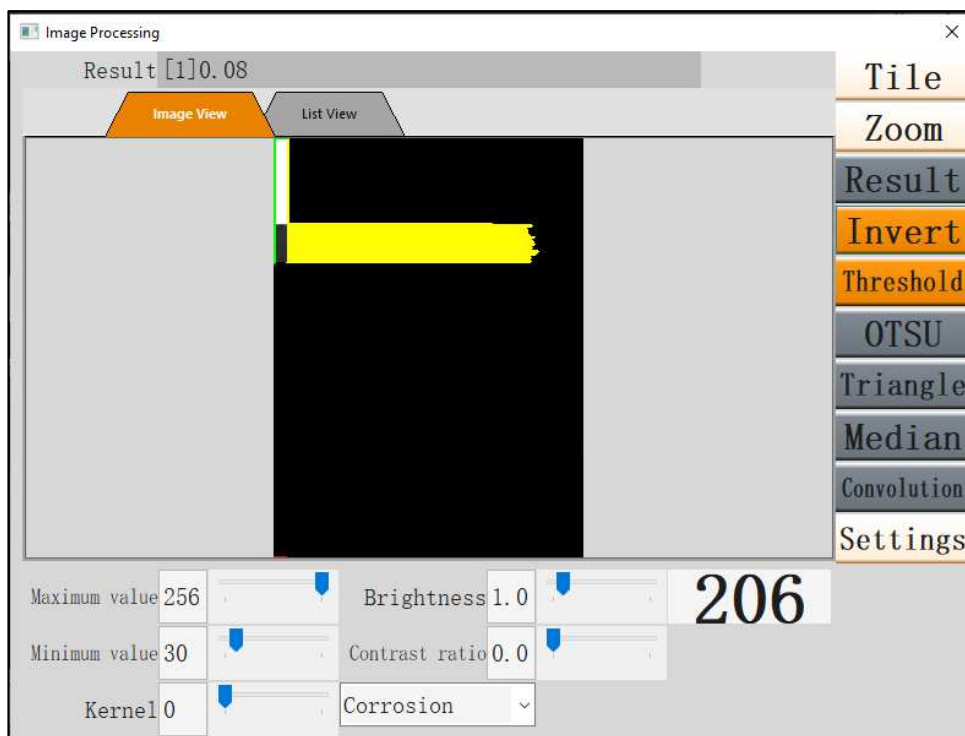 Image Processing
Result [1]0.08
Image View
List View
Tile
Zoom
Result
Invert
Threshold
OTSU
Triangle
Median
Convolution
Settings
Maximum value 256
Brightness 1.0
206
Minimum value 30
Contrast ratio 0.0
Kernel 0
Corrosion